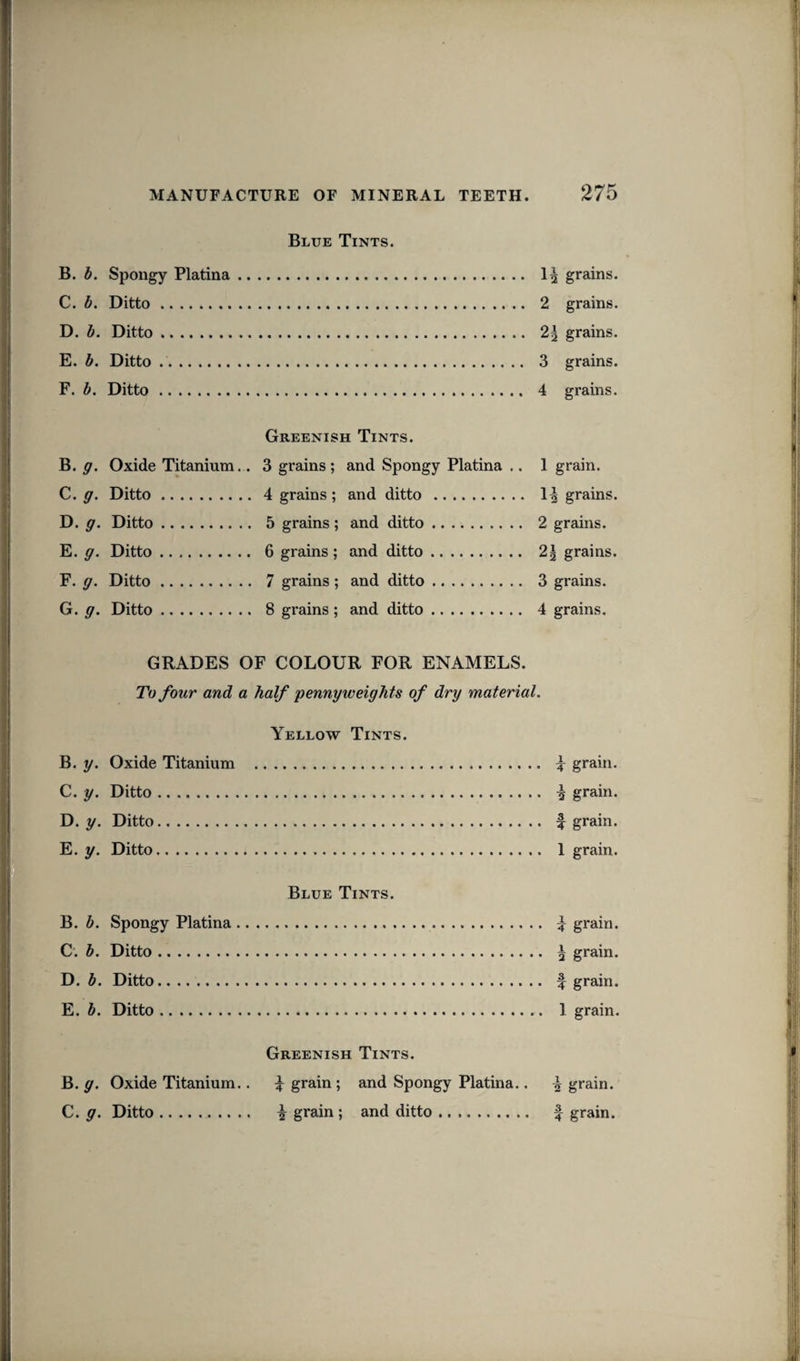 MANUFACTURE OF MINERAL TEETH. 275
BLUE TINTS.
B. b. Spongy Platina .......................... 1½ grains.
C. b. Ditto .......................... 2 grains.
D. b. Ditto .......................... 2½ grains.
E. b. Ditto .......................... 3 grains.
F. b. Ditto .......................... 4 grains.
GREENISH TINTS.
B. g. Oxide Titanium.. 3 grains ; and Spongy Platina .. 1 grain.
C. g. Ditto .......... 4 grains ; and ditto .......... 1½ grains.
D. g. Ditto .......... 5 grains ; and ditto .......... 2 grains.
E. g. Ditto .......... 6 grains ; and ditto .......... 2½ grains.
F. g. Ditto .......... 7 grains ; and ditto .......... 3 grains.
G. g. Ditto .......... 8 grains ; and ditto .......... 4 grains.
GRADES OF COLOUR FOR ENAMELS.
To four and a half pennyweights of dry material.
YELLOW TINTS.
B. y. Oxide Titanium .......................... ¼ grain.
C. y. Ditto .......................... ½ grain.
D. y. Ditto .......................... ¾ grain.
E. y. Ditto .......................... 1 grain.
BLUE TINTS.
B. b. Spongy Platina .......................... ¼ grain.
C. b. Ditto .......................... ½ grain.
D. b. Ditto .......................... ¾ grain.
E. b. Ditto .......................... 1 grain.
GREENISH TINTS.
B. g. Oxide Titanium.. ¼ grain ; and Spongy Platina.. ½ grain.
C. g. Ditto .......... ½ grain ; and ditto .......... ¾ grain.